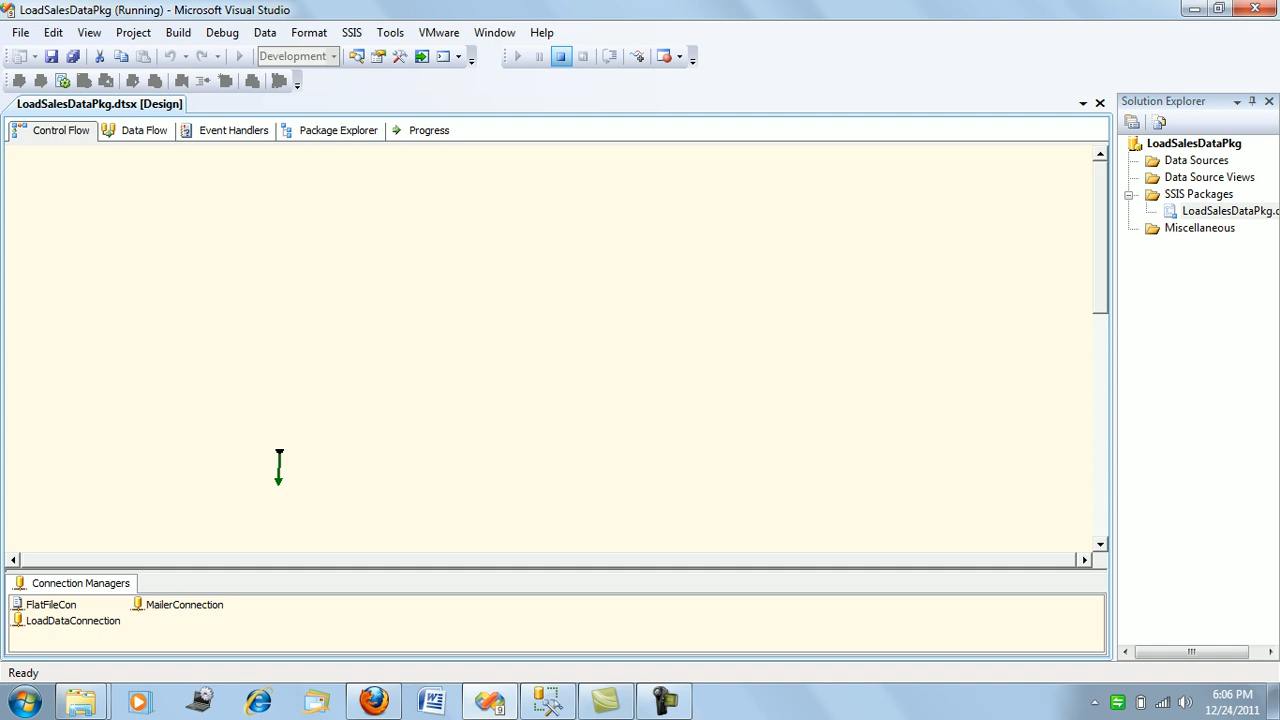 LoadSalesDataPkg (Running) - Microsoft Visual Studio
File Edit View Project Build Debug Data Format SSIS Tools VMware Window Help
Development
LoadSalesDataPkg.dtsx [Design]
Control Flow Data Flow Event Handlers Package Explorer Progress
Solution Explorer
LoadSalesDataPkg
Data Sources
Data Source Views
SSIS Packages
LoadSalesDataPkg.d
Miscellaneous
Connection Managers
FlatFileCon MailerConnection
LoadDataConnection
Ready
6:06 PM
12/24/2011